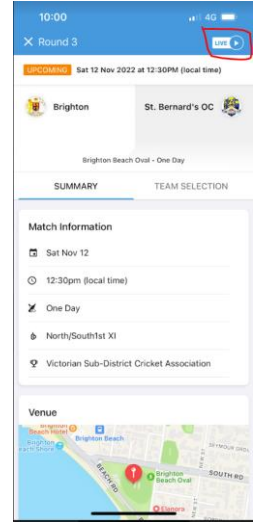 10:00
4G
Round 3
LIVE
UPCOMING Sat 12 Nov 2022 at 12:30PM (local time)
Brighton
St. Bernard's OC
Brighton Beach Oval - One Day
SUMMARY
TEAM SELECTION
Match Information
Sat Nov 12
12:30pm (local time)
One Day
North/South1st XI
Victorian Sub-District Cricket Association
Venue
Brighton Beach
BEACH RD
Brighton
Beach Oval
SOUTH RD
Elanora